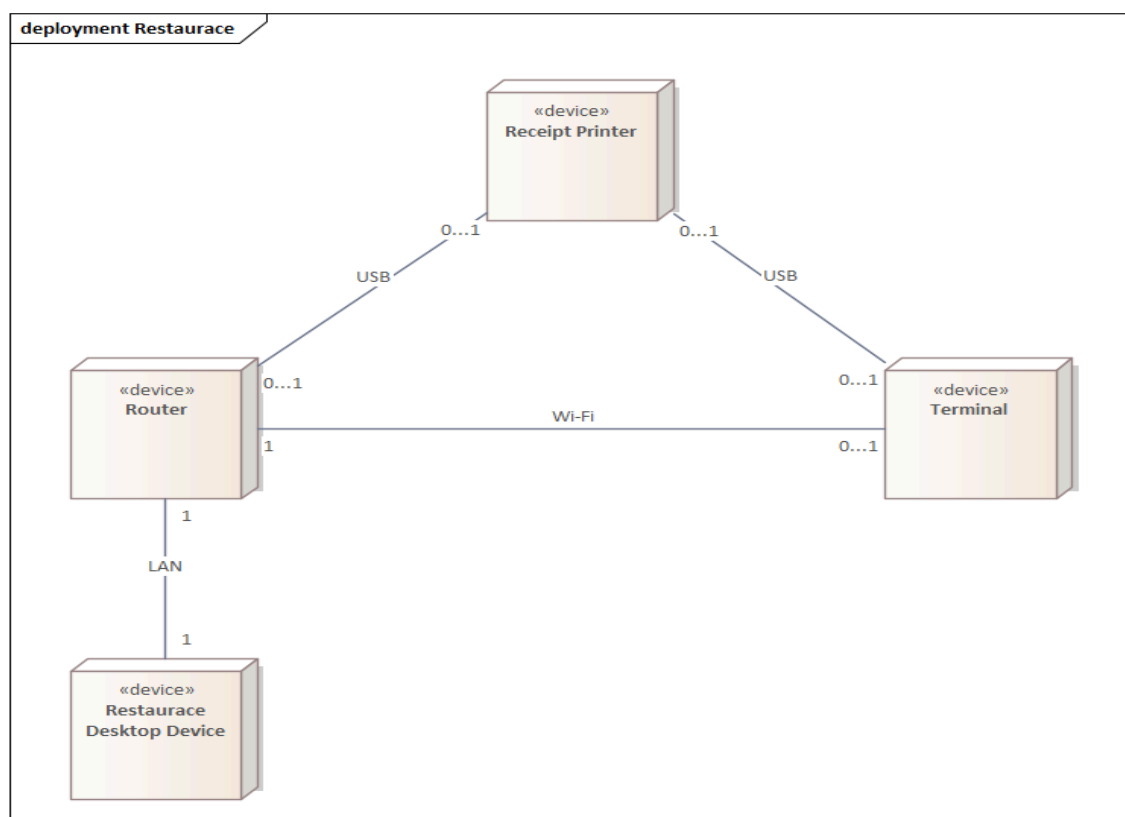 deployment Restaurace
«device»
Receipt Printer
0...1
0...1
USB
USB
«device»
Router
0...1
0...1
«device»
Terminal
Wi-Fi
1
0...1
1
LAN
1
«device»
Restaurace
Desktop Device